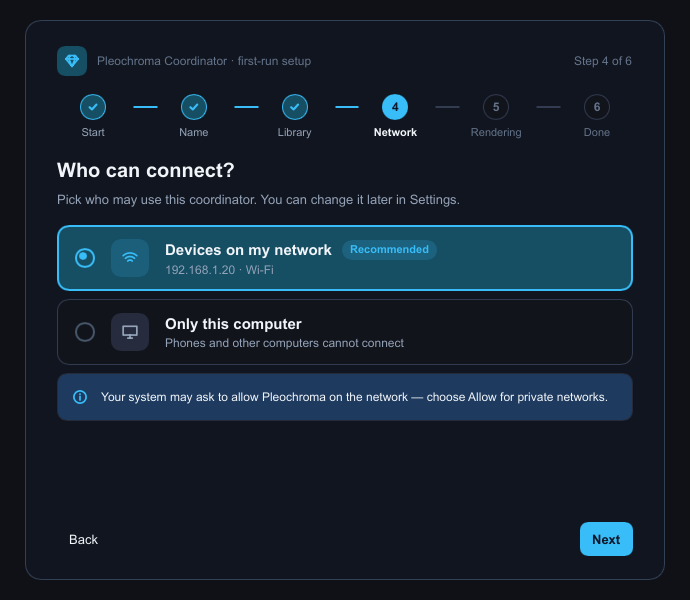 Pleochroma Coordinator · first-run setup
Step 4 of 6
4
5
6
Start
Name
Library
Network
Rendering
Done
Who can connect?
Pick who may use this coordinator. You can change it later in Settings.
Devices on my network
Recommended
192.168.1.20 · Wi-Fi
Only this computer
Phones and other computers cannot connect
Your system may ask to allow Pleochroma on the network — choose Allow for private networks.
Back
Next